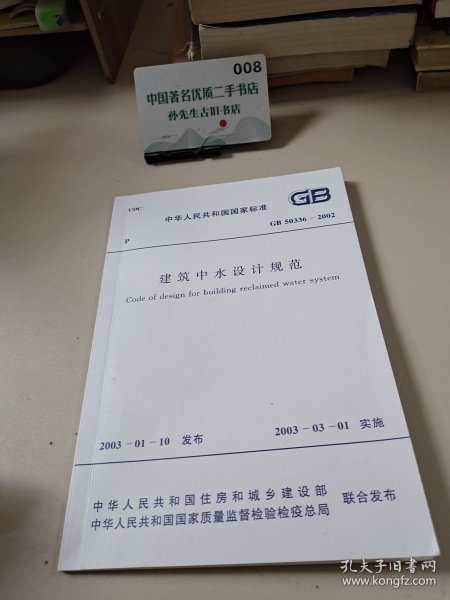 008
中国著名优质二手书店
孙先生古旧书店
UDC
中华人民共和国国家标准
GB
P
GB 50336－2002
建筑中水设计规范
Code of design for building reclaimed water system
2003－01－10 发布
2003－03－01 实施
中华人民共和国住房和城乡建设部
中华人民共和国国家质量监督检验检疫总局
联合发布
孔夫子旧书网
www.kongfz.com